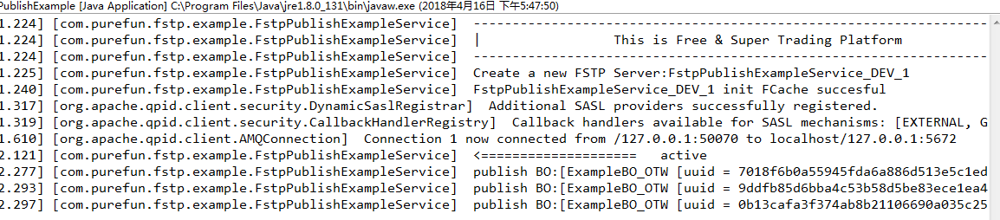 PublishExample [Java Application] C:\Program Files\Java\jre1.8.0_131\bin\javaw.exe (2018年4月16日 下午5:47:50)
1.224] [com.purefun.fstp.example.FstpPublishExampleService]  ---------------------------------------------------------------
1.224] [com.purefun.fstp.example.FstpPublishExampleService]  |                This is Free & Super Trading Platform
1.224] [com.purefun.fstp.example.FstpPublishExampleService]  ---------------------------------------------------------------
1.225] [com.purefun.fstp.example.FstpPublishExampleService]  Create a new FSTP Server:FstpPublishExampleService_DEV_1
1.240] [com.purefun.fstp.example.FstpPublishExampleService]  FstpPublishExampleService_DEV_1 init FCache succesful
1.317] [org.apache.qpid.client.security.DynamicSaslRegistrar]  Additional SASL providers successfully registered.
1.319] [org.apache.qpid.client.security.CallbackHandlerRegistry]  Callback handlers available for SASL mechanisms: [EXTERNAL, G
1.610] [org.apache.qpid.client.AMQConnection]  Connection 1 now connected from /127.0.0.1:50070 to localhost/127.0.0.1:5672
2.121] [com.purefun.fstp.example.FstpPublishExampleService]  <===================   active
2.277] [com.purefun.fstp.example.FstpPublishExampleService]  publish BO:[ExampleBO_OTW [uuid = 7018f6b0a55945fda6a886d513e5c1ed
2.293] [com.purefun.fstp.example.FstpPublishExampleService]  publish BO:[ExampleBO_OTW [uuid = 9ddfb85d6bba4c53b58d5be83ece1ea4
2.297] [com.purefun.fstp.example.FstpPublishExampleService]  publish BO:[ExampleBO_OTW [uuid = 0b13cafa3f374ab8b21106690a035c25